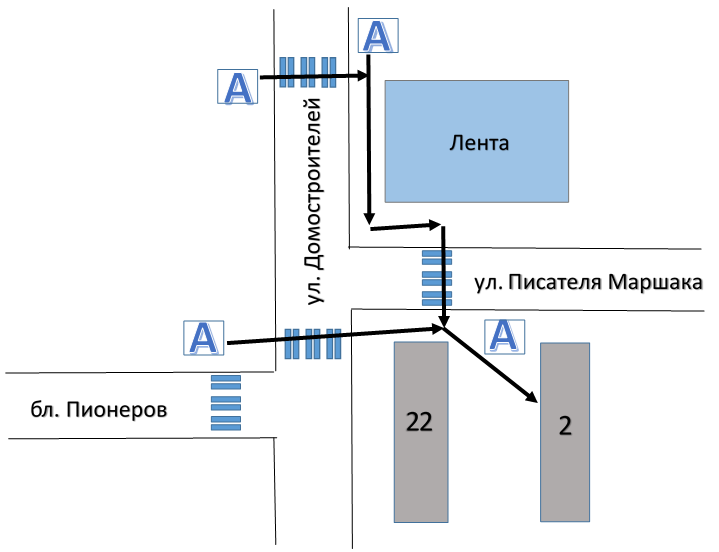 А
А
Лента
ул. Домостроителей
ул. Писателя Маршака
А
А
бл. Пионеров
22
2